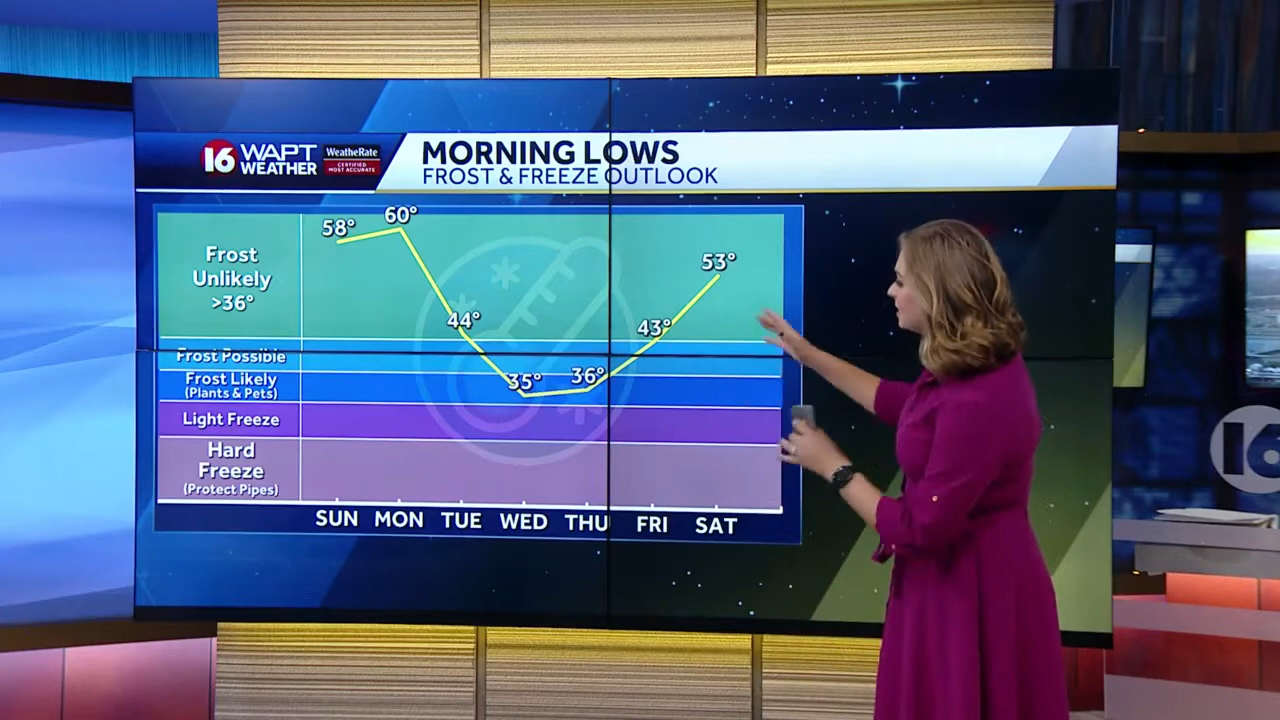 16 WAPT WEATHER
WeatheRate
CERTIFIED
MOST ACCURATE
MORNING LOWS
FROST & FREEZE OUTLOOK
58°
60°
44°
35°
36°
43°
53°
Frost
Unlikely
>36°
Frost Possible
Frost Likely
(Plants & Pets)
Light Freeze
Hard
Freeze
(Protect Pipes)
SUN MON TUE WED THU FRI SAT
16